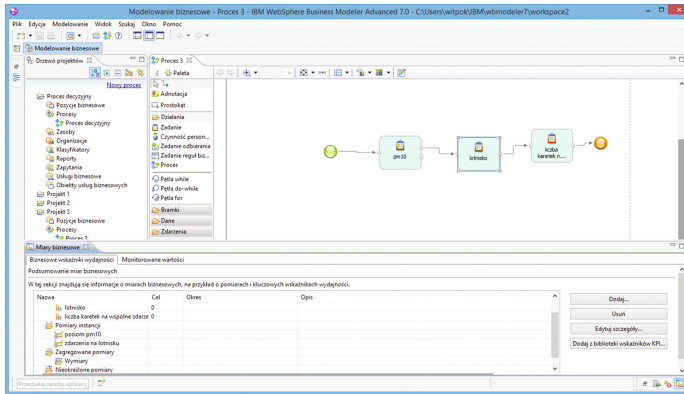 Modelowanie biznesowe - Proces 3 - IBM WebSphere Business Modeler Advanced 7.0 - C:\Users\witpok\IBM\wbmodeler7\workspace2
Plik Edycja Modelowanie Widok Szukaj Okno Pomoc
Modelowanie biznesowe
Drzewo projektów
Nowy proces
Proces decyzyjny
Pozycje biznesowe
Procesy
Proces decyzyjny
Zasoby
Organizacje
Klasyfikatory
Raporty
Zapytania
Usługi biznesowe
Obiekty usług biznesowych
Projekt 1
Projekt 2
Projekt 3
Pozycje biznesowe
Procesy
Proces 3
Proces 3
Paleta
Adnotacja
Prostokąt
Działania
Zadanie
Czynność person...
Zadanie odbierania
Zadanie reguł biz...
Proces
Pętla while
Pętla do-while
Pętla for
Bramki
Dane
Zdarzenia
pm10
lotnisko
liczba
karetek n...
Miary biznesowe
Biznesowe wskaźniki wydajności Monitorowane wartości
Podsumowanie miar biznesowych
W tej sekcji znajdują się informacje o miarach biznesowych, na przykład o pomiarach i kluczowych wskaźnikach wydajności.
Nazwa Cel Okres Opis
lotnisko 0
liczba karetek na wspolne zdarze 0
Pomiary instancji
poziom pm10
zdarzenia na lotnisku
Zagregowane pomiary
Wymiary
Nieokreślone pomiary
Dodaj...
Usuń
Edytuj szczegóły...
Dodaj z biblioteki wskaźników KPI...
Przeszukaj zasoby aplikacji